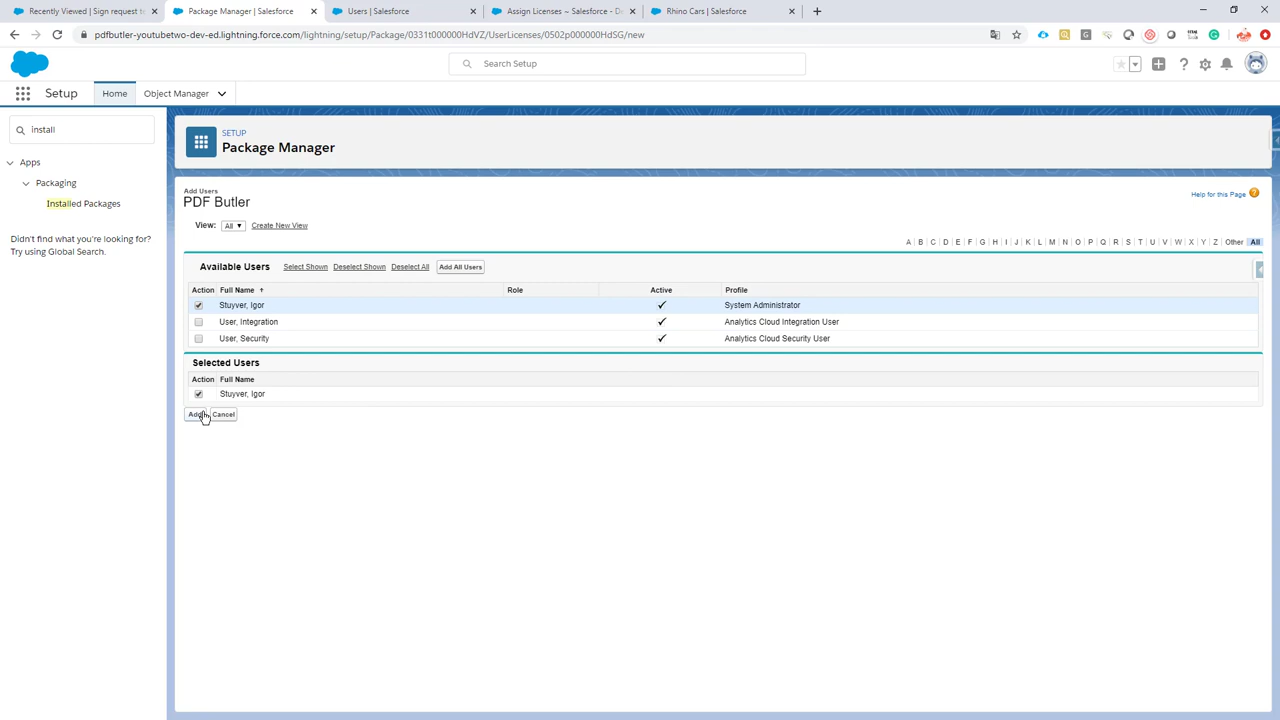 Recently Viewed | Sign request t
Package Manager | Salesforce
Users | Salesforce
Assign Licenses ~ Salesforce - De
Rhino Cars | Salesforce
pdfbutler-youtubetwo-dev-ed.lightning.force.com/lightning/setup/Package/0331t000000HdVZ/UserLicenses/0502p000000HdSG/new
Search Setup
Setup
Home
Object Manager
install
Apps
Packaging
Installed Packages
Didn't find what you're looking for?
Try using Global Search.
SETUP
Package Manager
Add Users
PDF Butler
Help for this Page
View: All Create New View
A B C D E F G H I J K L M N O P Q R S T U V W X Y Z Other All
Available Users Select Shown Deselect Shown Deselect All Add All Users
Action Full Name Role Active Profile
Stuyver, Igor System Administrator
User, Integration Analytics Cloud Integration User
User, Security Analytics Cloud Security User
Selected Users
Action Full Name
Stuyver, Igor
Add Cancel